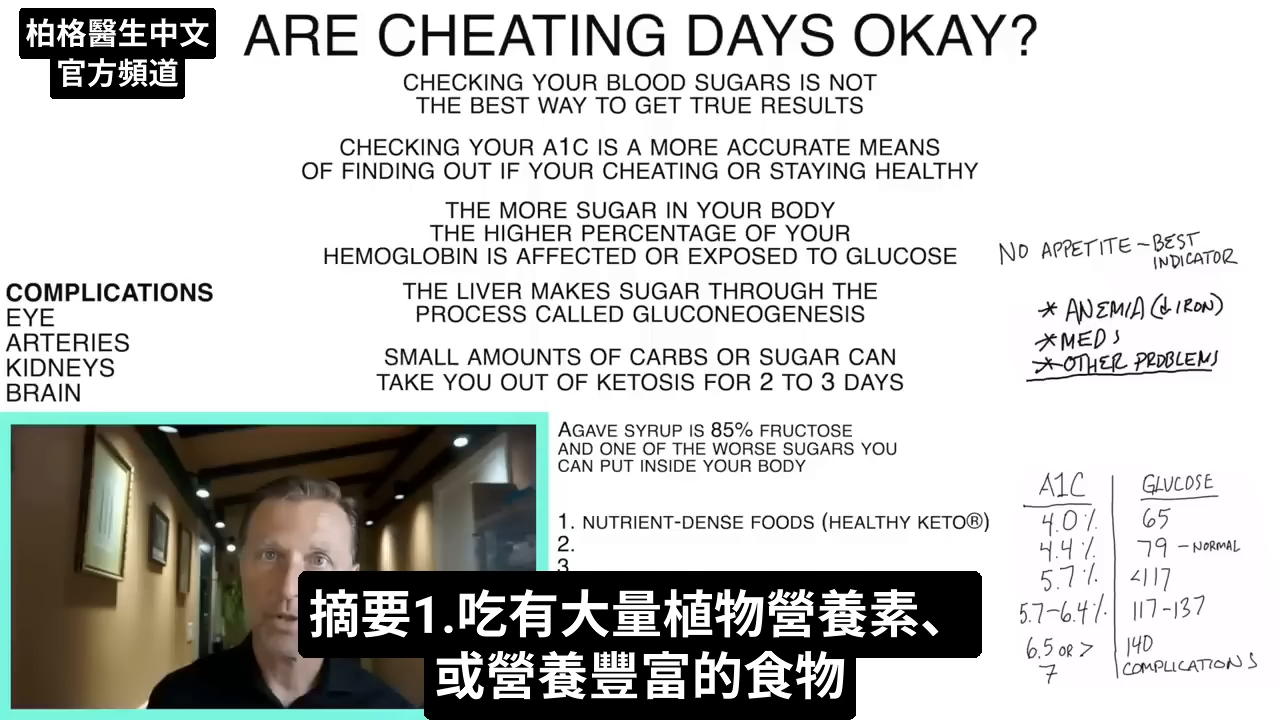 柏格醫生中文
官方頻道
ARE CHEATING DAYS OKAY?
CHECKING YOUR BLOOD SUGARS IS NOT
THE BEST WAY TO GET TRUE RESULTS
CHECKING YOUR A1C IS A MORE ACCURATE MEANS
OF FINDING OUT IF YOUR CHEATING OR STAYING HEALTHY
THE MORE SUGAR IN YOUR BODY
THE HIGHER PERCENTAGE OF YOUR
HEMOGLOBIN IS AFFECTED OR EXPOSED TO GLUCOSE
THE LIVER MAKES SUGAR THROUGH THE
PROCESS CALLED GLUCONEOGENESIS
SMALL AMOUNTS OF CARBS OR SUGAR CAN
TAKE YOU OUT OF KETOSIS FOR 2 TO 3 DAYS
NO APPETITE - BEST
INDICATOR
* ANEMIA (↓ IRON)
* MEDS
* OTHER PROBLEMS
COMPLICATIONS
EYE
ARTERIES
KIDNEYS
BRAIN
AGAVE SYRUP IS 85% FRUCTOSE
AND ONE OF THE WORSE SUGARS YOU
CAN PUT INSIDE YOUR BODY
1. NUTRIENT-DENSE FOODS (HEALTHY KETO®)
2.
3.
A1C GLUCOSE
4.0% 65
4.4% 79 - NORMAL
5.7% <117
5.7-6.4% 117-137
6.5 OR > 140
7 COMPLICATIONS
摘要1.吃有大量植物營養素、
或營養豐富的食物